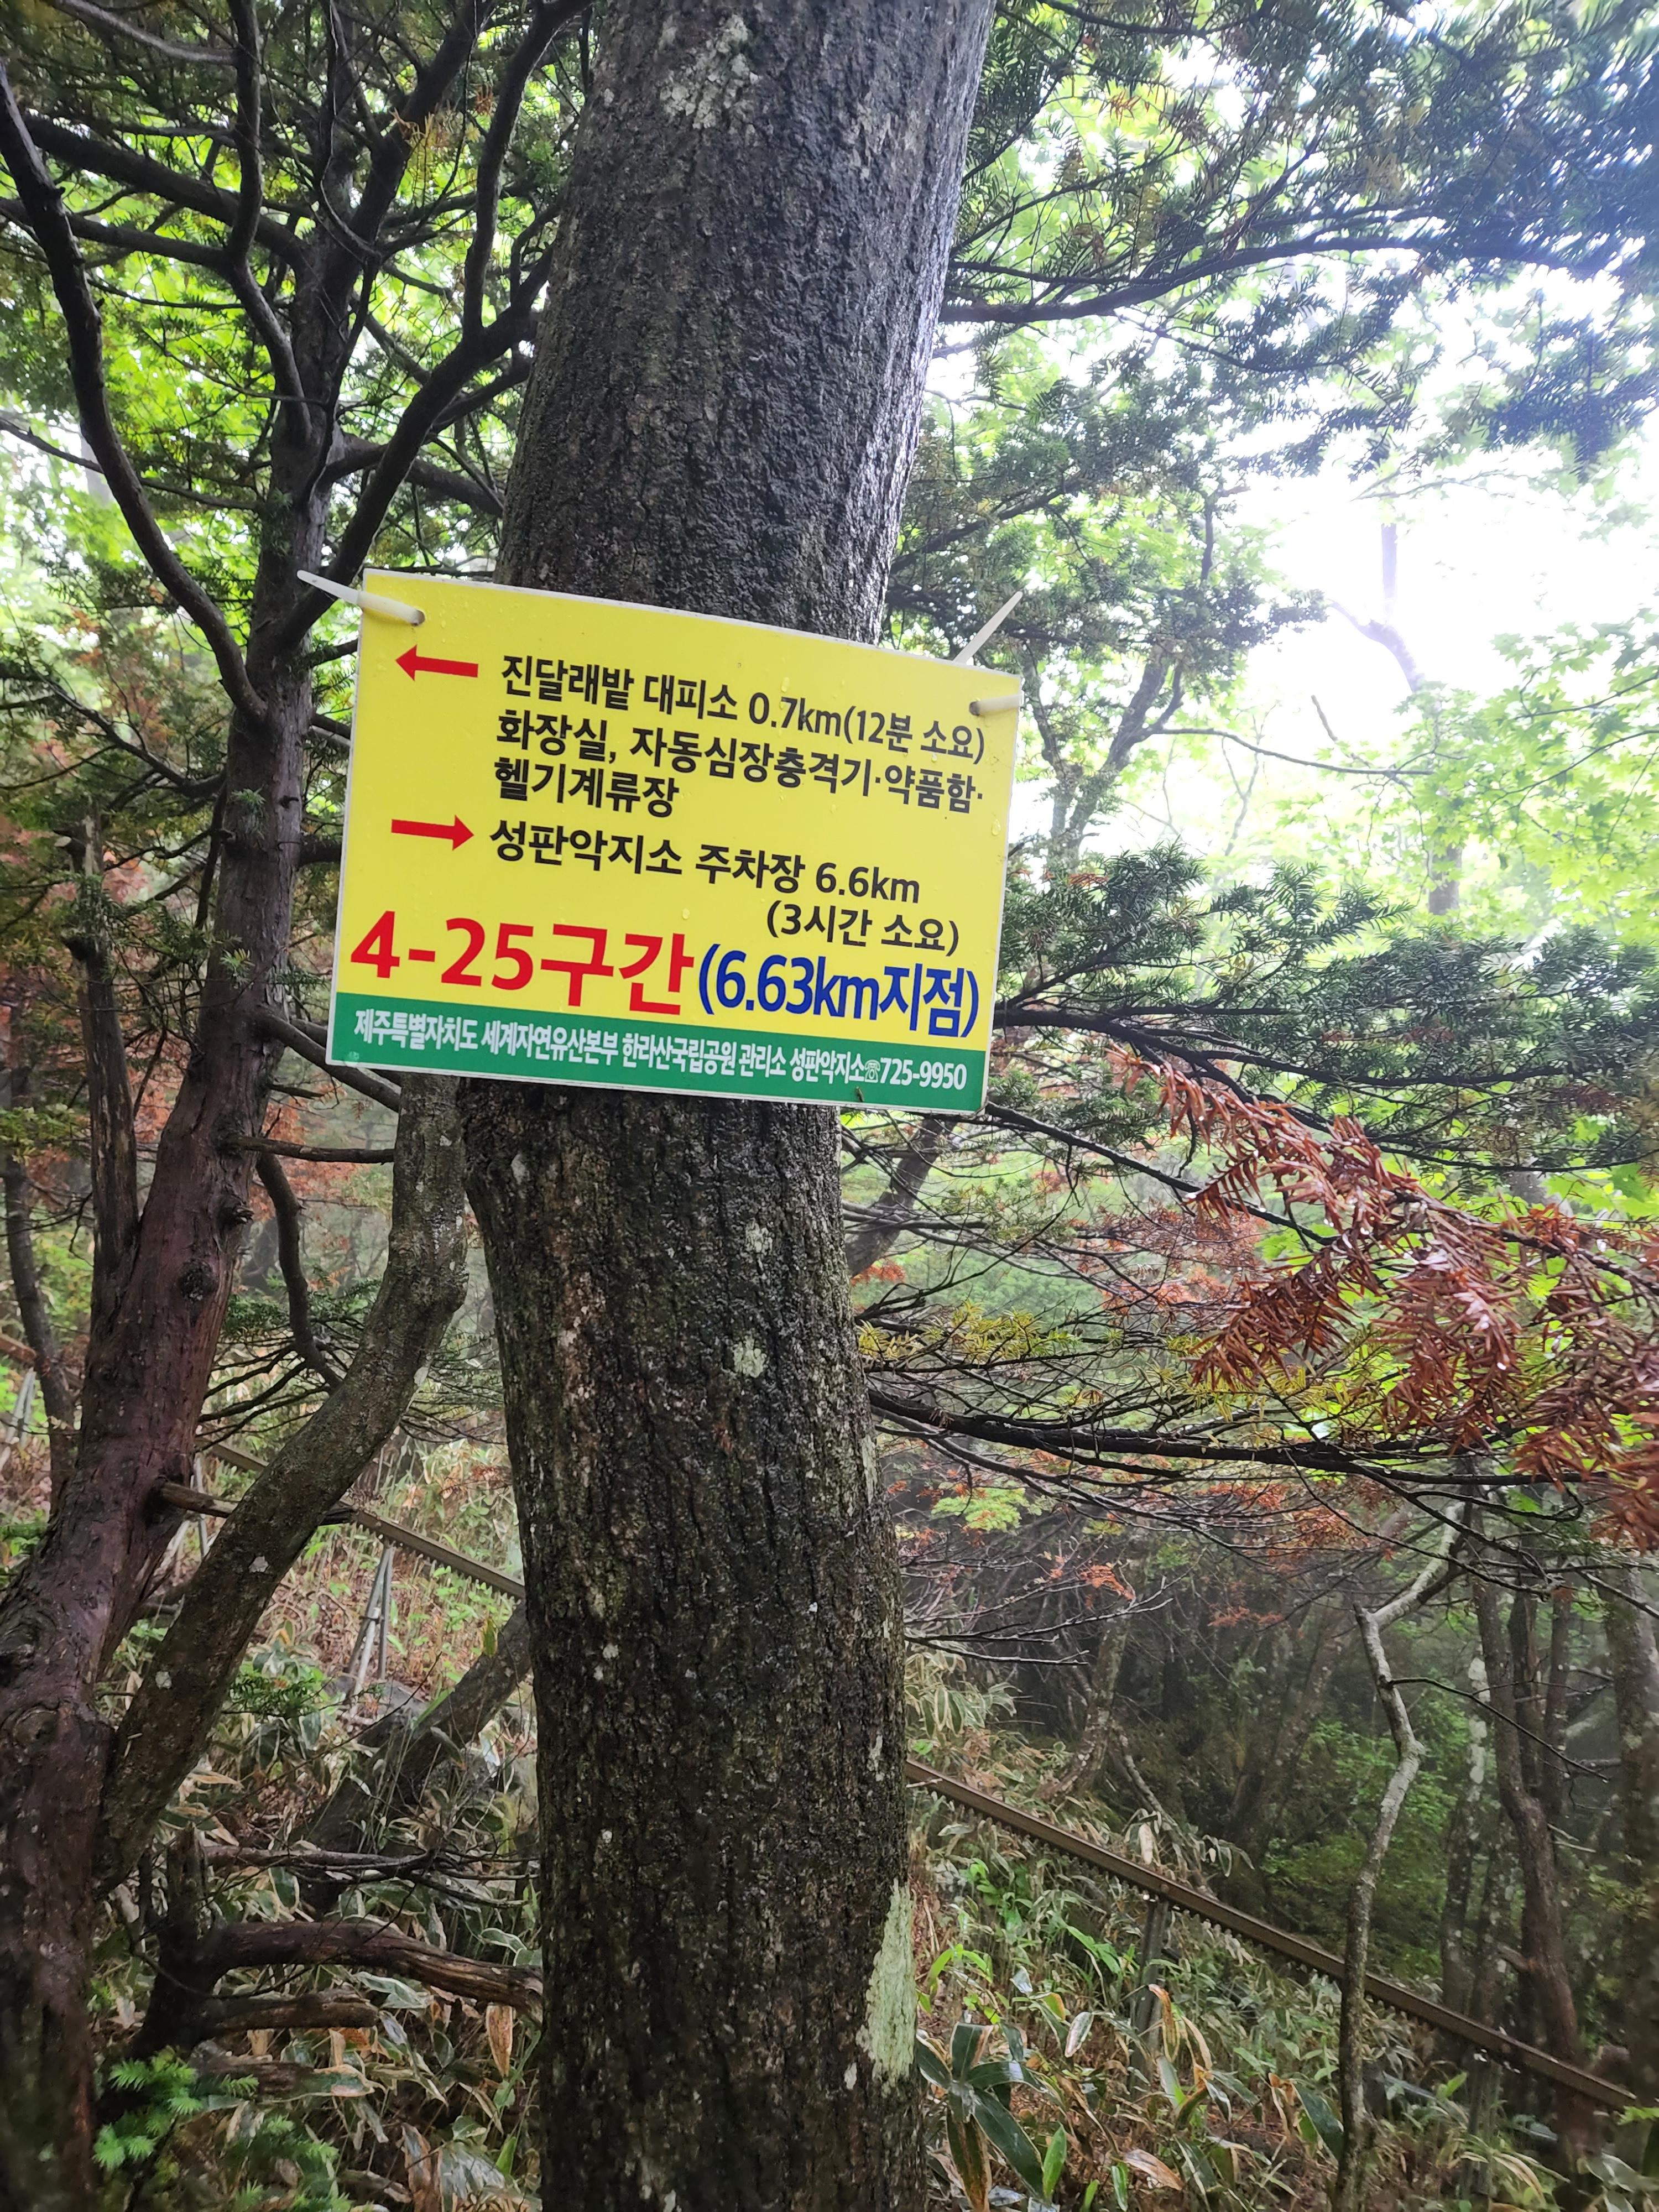 ← 진달래밭 대피소 0.7km(12분 소요)
화장실, 자동심장충격기·약품함·
헬기계류장
→ 성판악지소 주차장 6.6km
(3시간 소요)
4-25구간(6.63km지점)
제주특별자치도 세계자연유산본부 한라산국립공원 관리소 성판악지소☏725-9950